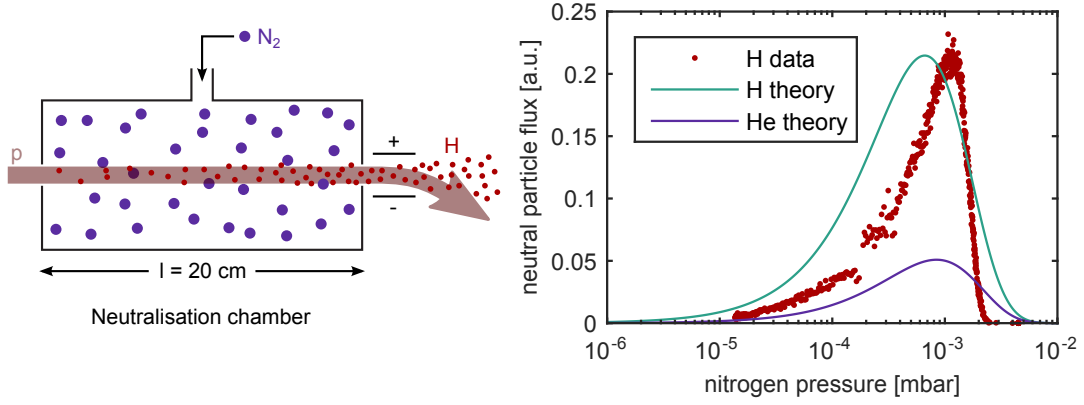 N₂
p
+
H
-
l = 20 cm
Neutralisation chamber
neutral particle flux [a.u.]
0.25
0.2
0.15
0.1
0.05
0
H data
H theory
He theory
10⁻⁶ 10⁻⁵ 10⁻⁴ 10⁻³ 10⁻²
nitrogen pressure [mbar]